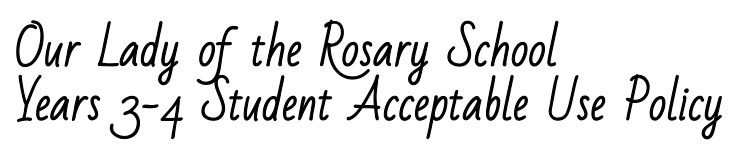 Our Lady of the Rosary School
Years 3-4 Student Acceptable Use Policy